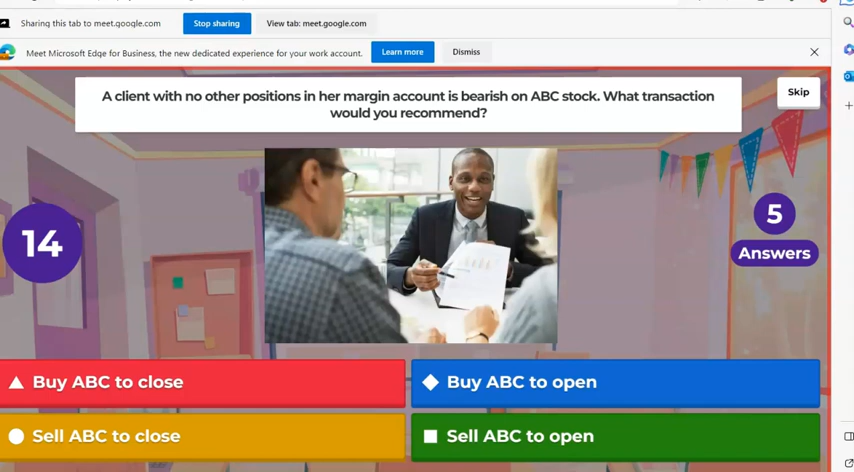 Sharing this tab to meet.google.com
Stop sharing
View tab: meet.google.com
Meet Microsoft Edge for Business, the new dedicated experience for your work account.
Learn more
Dismiss
A client with no other positions in her margin account is bearish on ABC stock. What transaction
would you recommend?
Skip
14
5
Answers
Buy ABC to close
Buy ABC to open
Sell ABC to close
Sell ABC to open